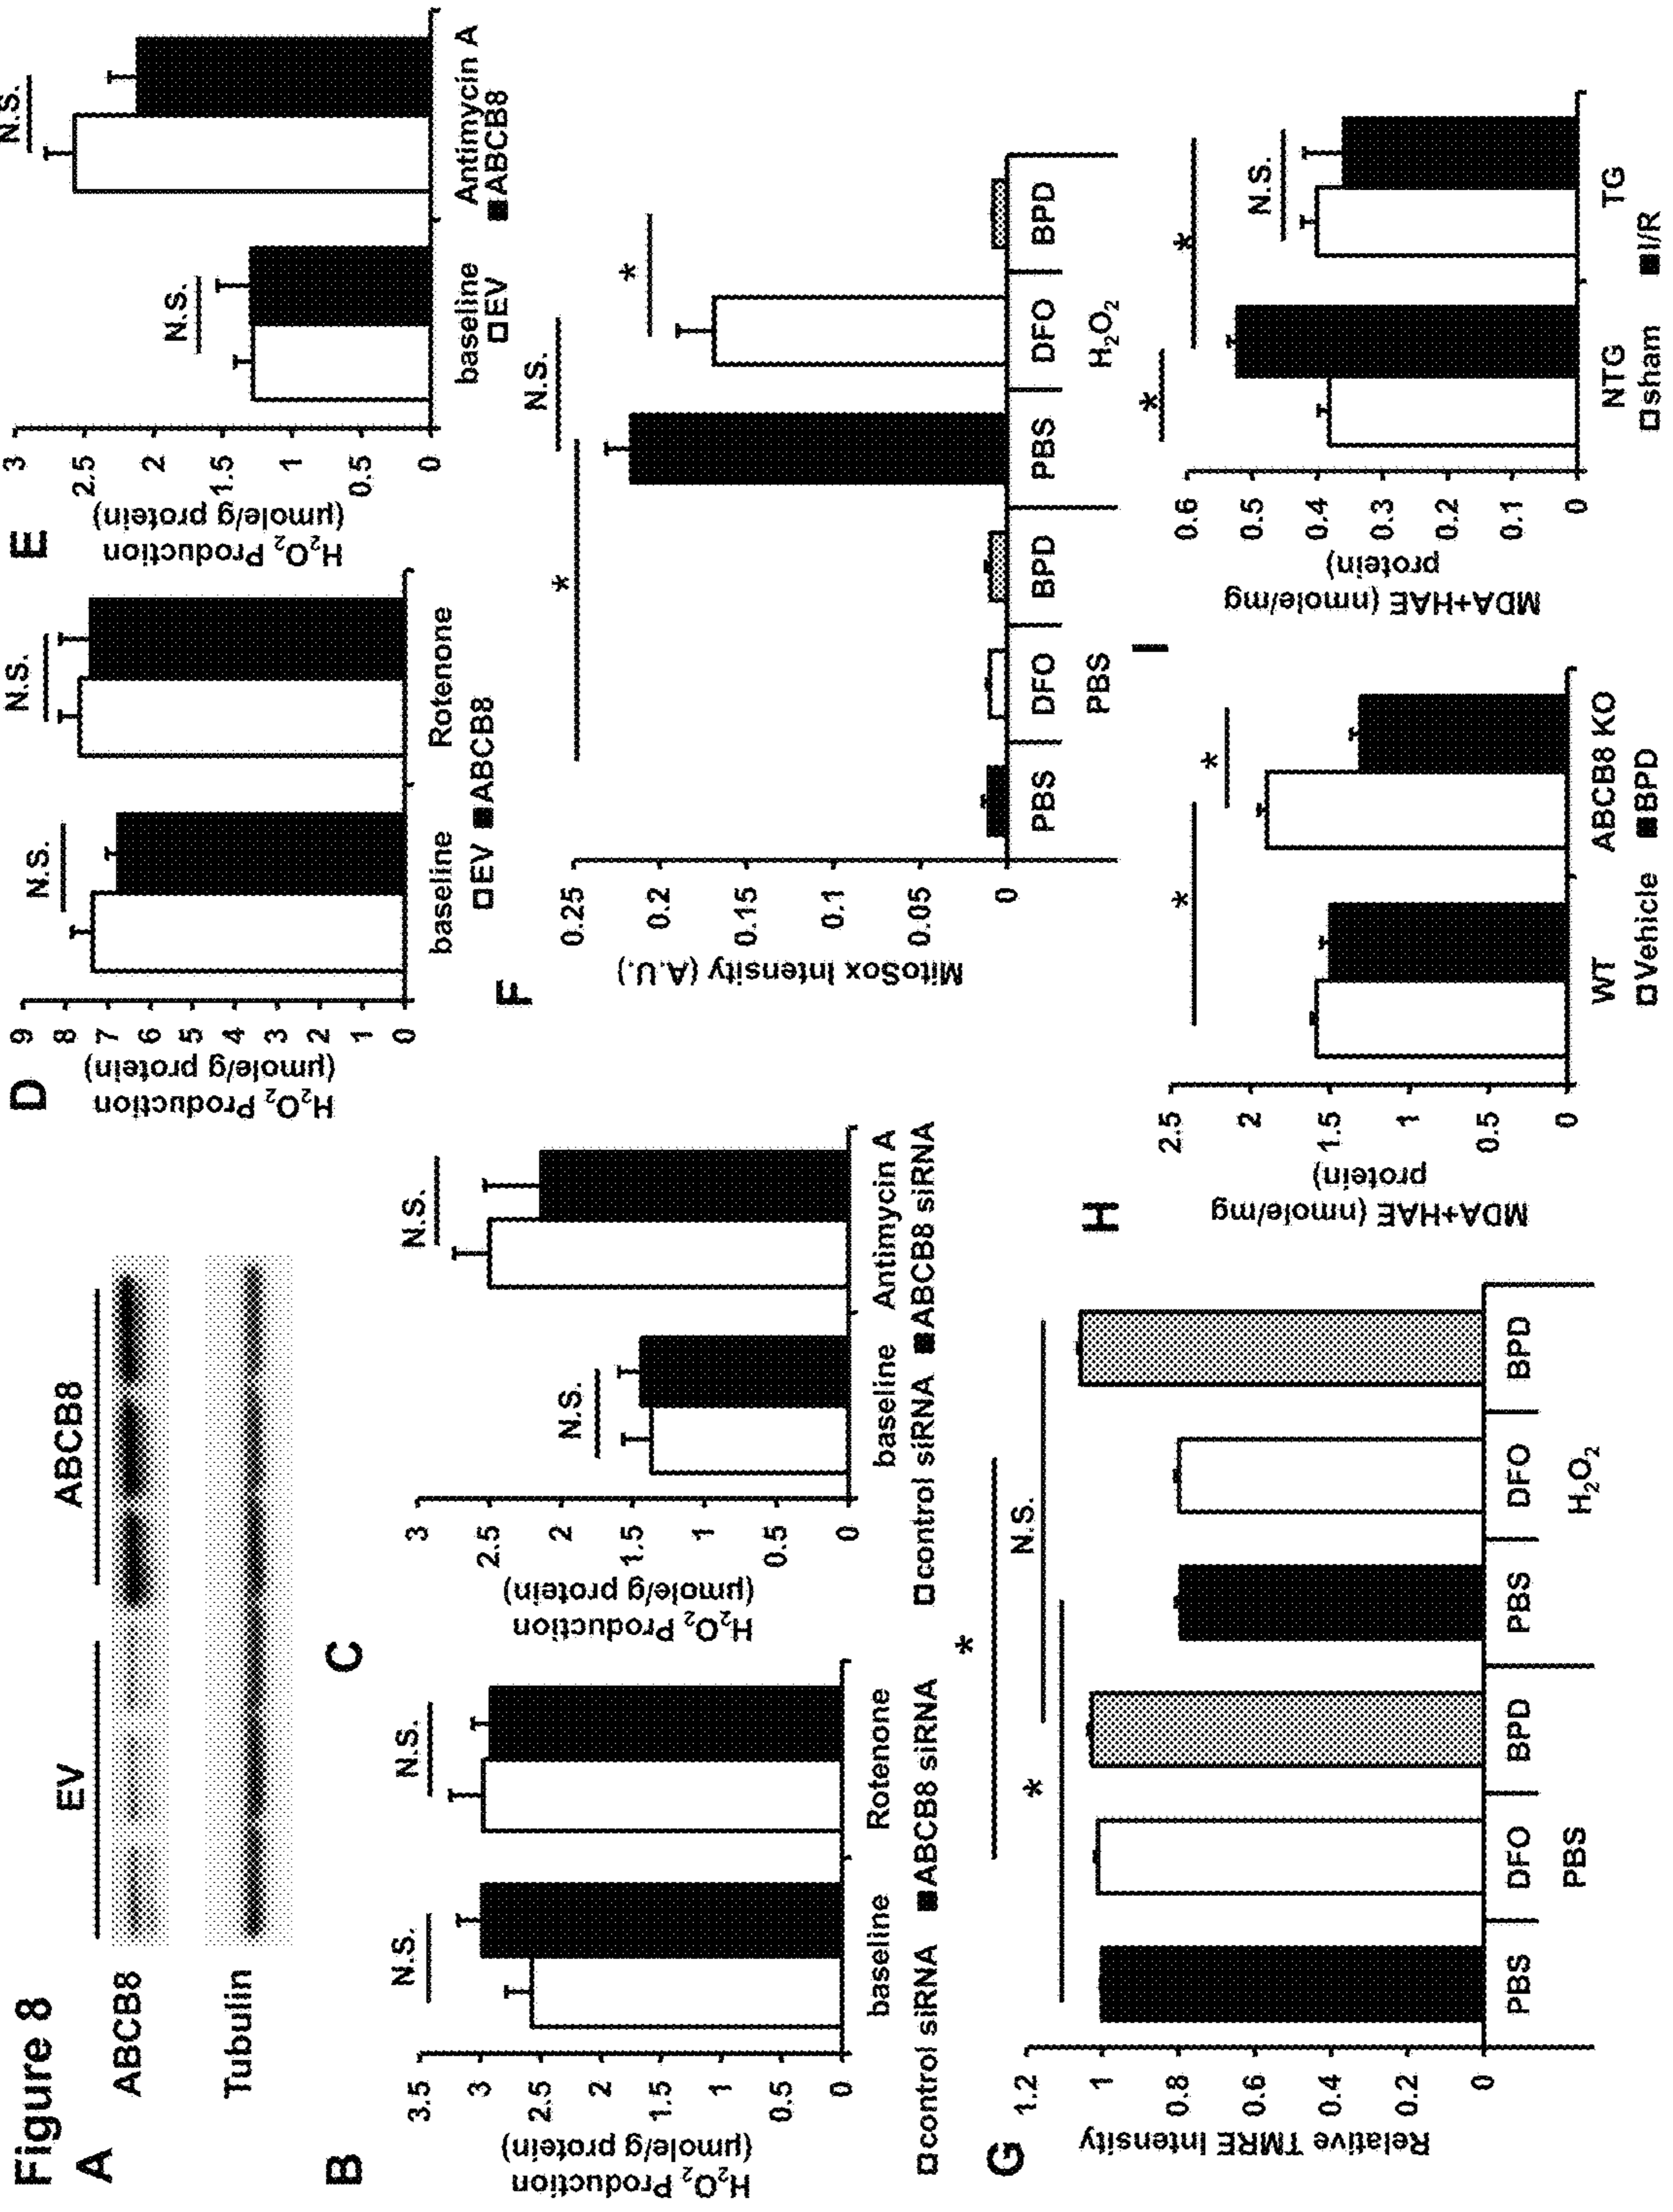 Figure 8
A
EV
ABCB8
ABCB8
Tubulin
B
H₂O₂ Production
(μmole/g protein)
3.5
3
2.5
2
1.5
1
0.5
0
N.S.
N.S.
baseline
Rotenone
□control siRNA ■ABCB8 siRNA
C
H₂O₂ Production
(μmole/g protein)
3
2.5
2
1.5
1
0.5
0
N.S.
N.S.
baseline
Antimycin A
□control siRNA ■ABCB8 siRNA
D
H₂O₂ Production
(μmole/g protein)
9
8
7
6
5
4
3
2
1
0
N.S.
N.S.
baseline
Rotenone
□EV ■ABCB8
E
H₂O₂ Production
(μmole/g protein)
3
2.5
2
1.5
1
0.5
0
N.S.
N.S.
baseline
Antimycin A
□EV ■ABCB8
F
MitoSox Intensity (A.U.)
0.25
0.2
0.15
0.1
0.05
0
*
N.S.
*
PBS DFO BPD PBS DFO BPD
PBS H₂O₂
G
Relative TMRE Intensity
1.2
1
0.8
0.6
0.4
0.2
0
*
N.S.
*
PBS DFO BPD PBS DFO BPD
PBS H₂O₂
H
MDA+HAE (nmole/mg
protein)
2.5
2
1.5
1
0.5
0
*
*
WT
ABCB8 KO
□Vehicle ■BPD
I
MDA+HAE (nmole/mg
protein)
0.6
0.5
0.4
0.3
0.2
0.1
0
*
*
N.S.
NTG
TG
□sham ■I/R